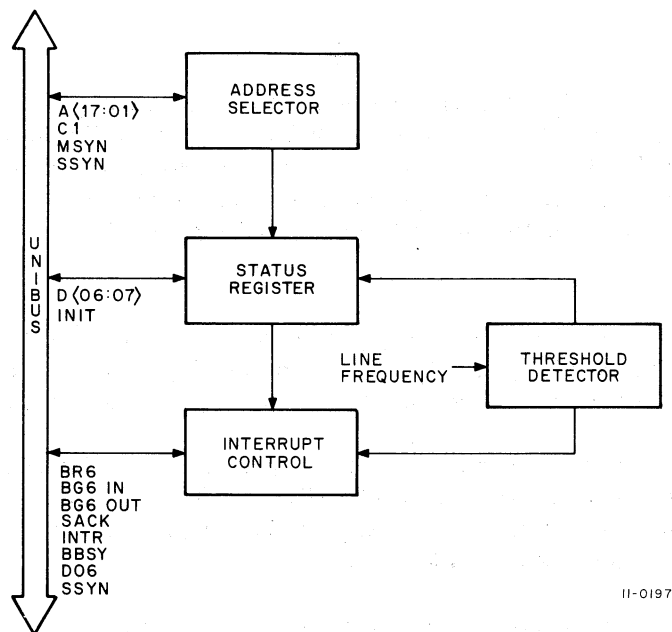 ADDRESS
SELECTOR
A⟨17:01⟩
C1
MSYN
SSYN
UNIBUS
STATUS
REGISTER
D⟨06:07⟩
INIT
LINE
FREQUENCY
THRESHOLD
DETECTOR
INTERRUPT
CONTROL
BR6
BG6 IN
BG6 OUT
SACK
INTR
BBSY
D06
SSYN
11-0197